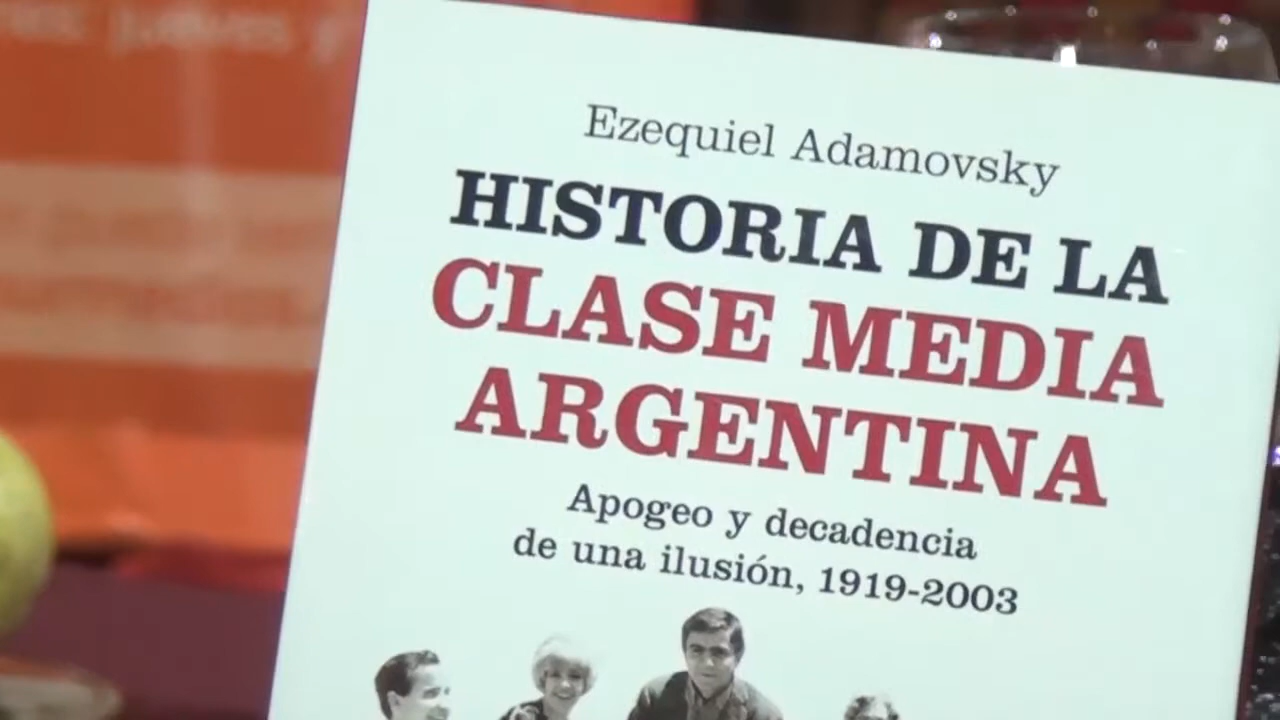 Ezequiel Adamovsky
HISTORIA DE LA
CLASE MEDIA
ARGENTINA
Apogeo y decadencia
de una ilusión, 1919-2003